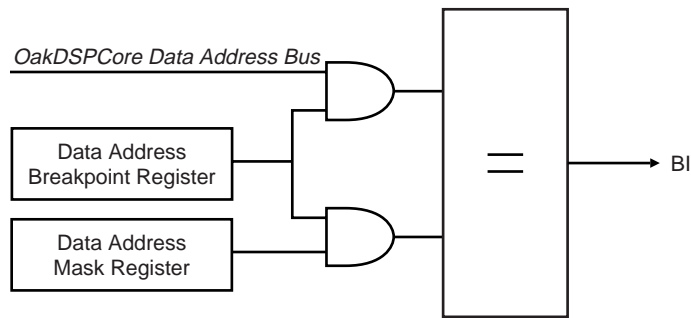 OakDSPCore Data Address Bus
Data Address
Breakpoint Register
Data Address
Mask Register
=
BI